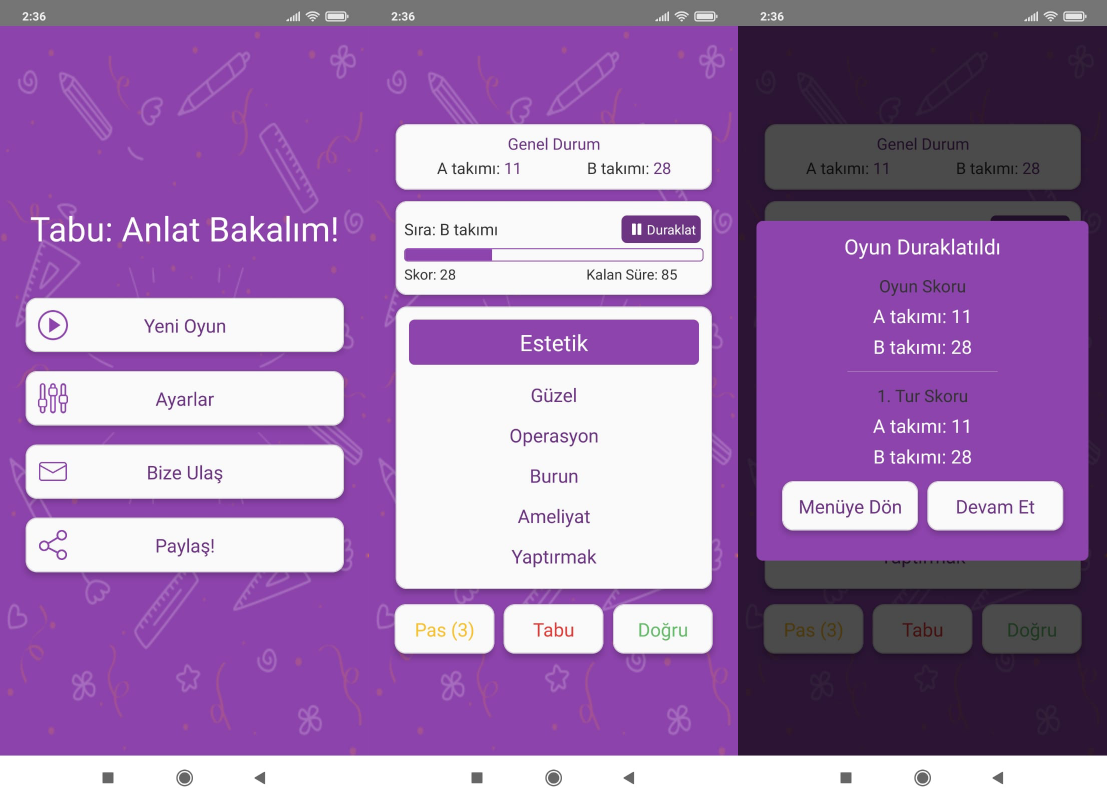 2:36
Tabu: Anlat Bakalım!
Yeni Oyun
Ayarlar
Bize Ulaş
Paylaş!
2:36
Genel Durum
A takımı: 11 B takımı: 28
Sıra: B takımı Duraklat
Skor: 28 Kalan Süre: 85
Estetik
Güzel
Operasyon
Burun
Ameliyat
Yaptırmak
Pas (3) Tabu Doğru
2:36
Genel Durum
A takımı: 11 B takımı: 28
Oyun Duraklatıldı
Oyun Skoru
A takımı: 11
B takımı: 28
1. Tur Skoru
A takımı: 11
B takımı: 28
Menüye Dön Devam Et
Yaptırmak
Pas (3) Tabu Doğru